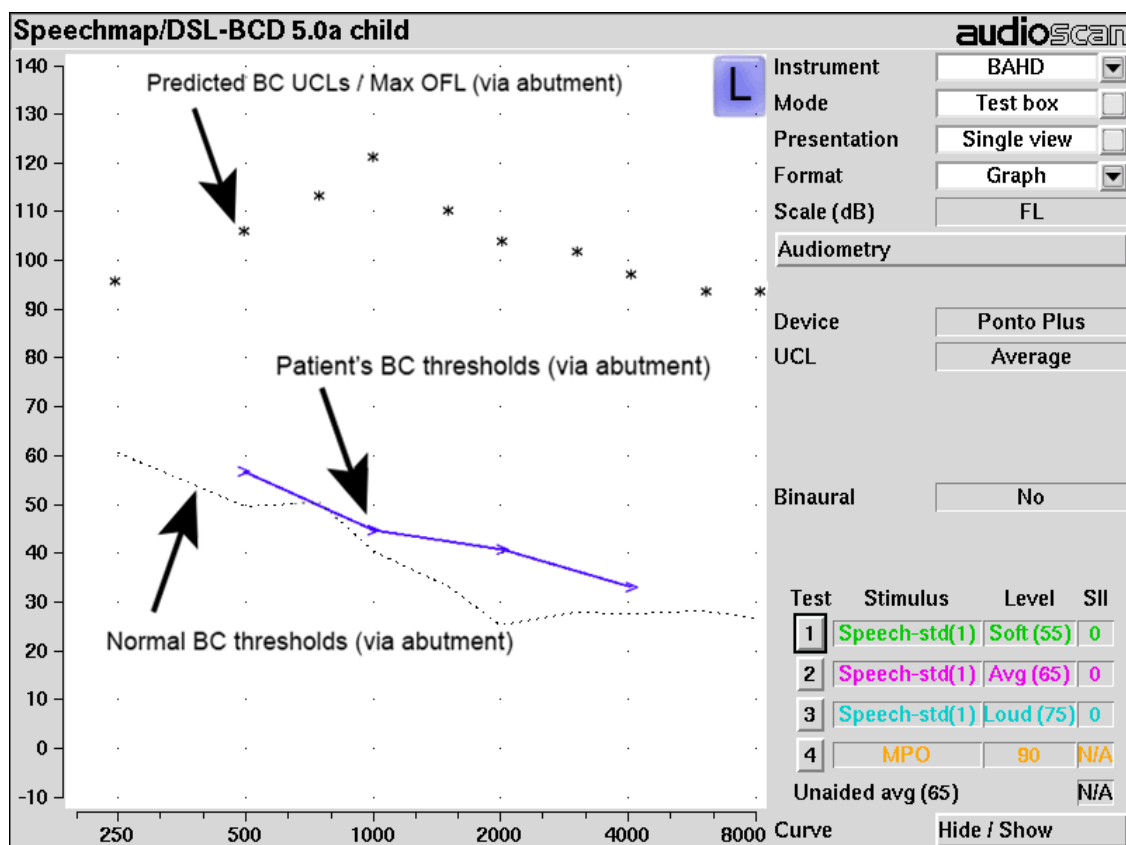 Speechmap/DSL-BCD 5.0a child
audioscan
140
130
120
110
100
90
80
70
60
50
40
30
20
10
0
-10
Predicted BC UCLs / Max OFL (via abutment)
L
Patient's BC thresholds (via abutment)
Normal BC thresholds (via abutment)
250 500 1000 2000 4000 8000
Instrument BAHD
Mode Test box
Presentation Single view
Format Graph
Scale (dB) FL
Audiometry
Device Ponto Plus
UCL Average
Binaural No
Test Stimulus Level SII
1 Speech-std(1) Soft (55) 0
2 Speech-std(1) Avg (65) 0
3 Speech-std(1) Loud (75) 0
4 MPO 90 N/A
Unaided avg (65) N/A
Curve Hide / Show